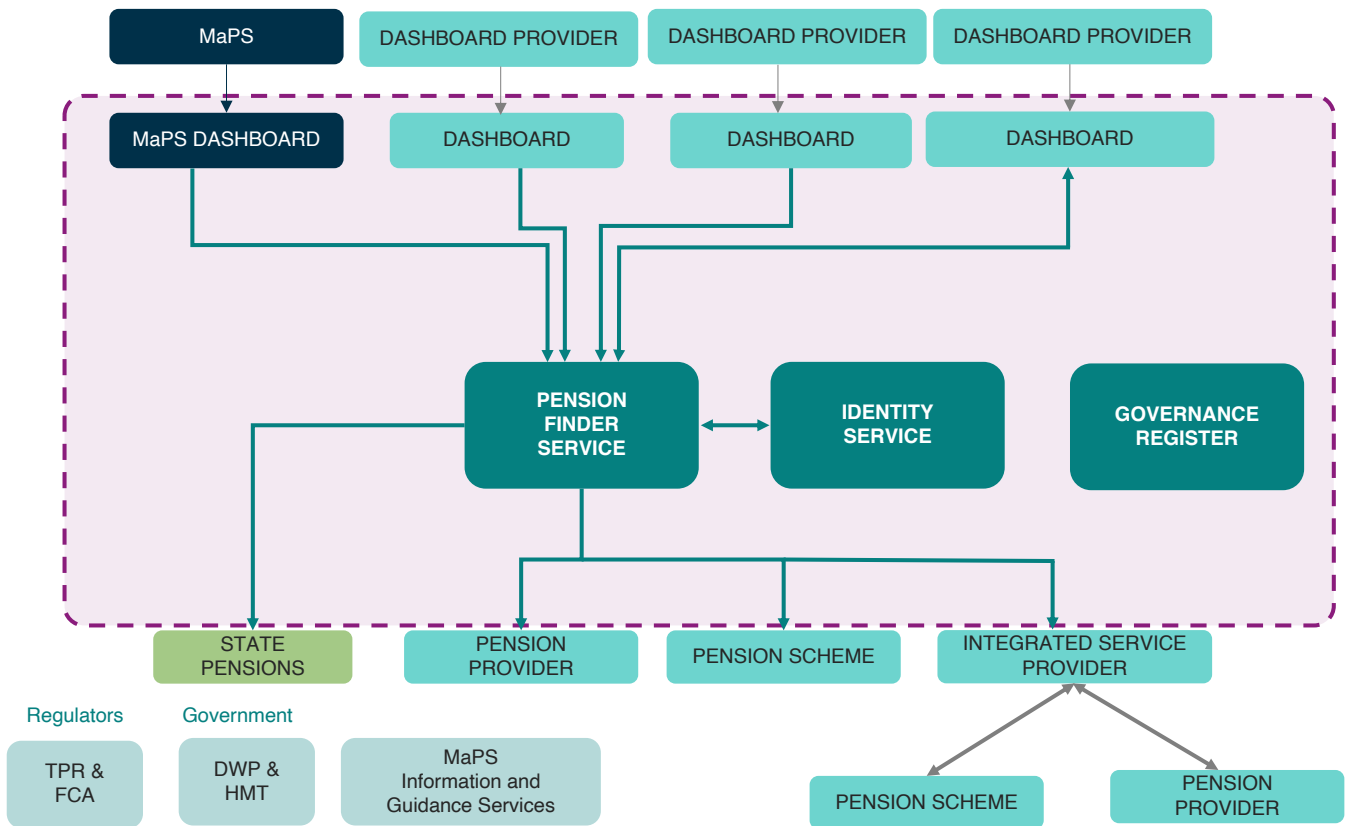 MaPS
DASHBOARD PROVIDER
DASHBOARD PROVIDER
DASHBOARD PROVIDER
MaPS DASHBOARD
DASHBOARD
DASHBOARD
DASHBOARD
PENSION
FINDER
SERVICE
IDENTITY
SERVICE
GOVERNANCE
REGISTER
STATE
PENSIONS
PENSION
PROVIDER
PENSION SCHEME
INTEGRATED SERVICE
PROVIDER
Regulators
Government
TPR &
FCA
DWP &
HMT
MaPS
Information and
Guidance Services
PENSION SCHEME
PENSION
PROVIDER